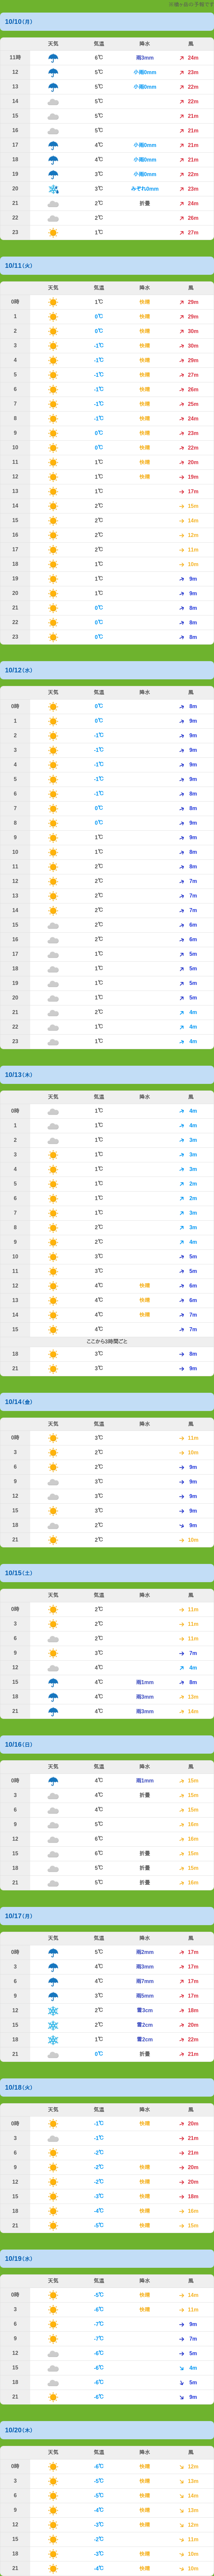 ※槍ヶ岳の予報です
10/10(月)
天気 気温 降水 風
11時 6℃ 雨3mm 24m
12 5℃ 小雨0mm 23m
13 5℃ 小雨0mm 22m
14 5℃ 22m
15 5℃ 21m
16 5℃ 21m
17 4℃ 小雨0mm 21m
18 4℃ 小雨0mm 21m
19 3℃ 小雨0mm 22m
20 3℃ みぞれ0mm 23m
21 2℃ 折畳 24m
22 2℃ 26m
23 1℃ 27m
10/11(火)
天気 気温 降水 風
0時 1℃ 快晴 29m
1 0℃ 快晴 29m
2 0℃ 快晴 30m
3 -1℃ 快晴 30m
4 -1℃ 快晴 29m
5 -1℃ 快晴 27m
6 -1℃ 快晴 26m
7 -1℃ 快晴 25m
8 -1℃ 快晴 24m
9 0℃ 快晴 23m
10 0℃ 快晴 22m
11 1℃ 快晴 20m
12 1℃ 快晴 19m
13 1℃ 17m
14 2℃ 15m
15 2℃ 14m
16 2℃ 12m
17 2℃ 11m
18 1℃ 10m
19 1℃ 9m
20 1℃ 9m
21 0℃ 8m
22 0℃ 8m
23 0℃ 8m
10/12(水)
天気 気温 降水 風
0時 0℃ 8m
1 0℃ 9m
2 -1℃ 9m
3 -1℃ 9m
4 -1℃ 9m
5 -1℃ 9m
6 -1℃ 8m
7 0℃ 8m
8 0℃ 9m
9 1℃ 9m
10 1℃ 8m
11 2℃ 8m
12 2℃ 7m
13 2℃ 7m
14 2℃ 7m
15 2℃ 6m
16 2℃ 6m
17 1℃ 5m
18 1℃ 5m
19 1℃ 5m
20 1℃ 5m
21 2℃ 4m
22 1℃ 4m
23 1℃ 4m
10/13(木)
天気 気温 降水 風
0時 1℃ 4m
1 1℃ 4m
2 1℃ 3m
3 1℃ 3m
4 1℃ 3m
5 1℃ 2m
6 1℃ 2m
7 1℃ 3m
8 2℃ 3m
9 2℃ 4m
10 3℃ 5m
11 3℃ 5m
12 4℃ 快晴 6m
13 4℃ 快晴 6m
14 4℃ 快晴 7m
15 4℃ 7m
ここから3時間ごと
18 3℃ 8m
21 3℃ 9m
10/14(金)
天気 気温 降水 風
0時 3℃ 11m
3 2℃ 10m
6 2℃ 9m
9 3℃ 9m
12 3℃ 9m
15 3℃ 9m
18 2℃ 9m
21 2℃ 10m
10/15(土)
天気 気温 降水 風
0時 2℃ 11m
3 2℃ 11m
6 2℃ 11m
9 3℃ 7m
12 4℃ 4m
15 4℃ 雨1mm 8m
18 4℃ 雨3mm 13m
21 4℃ 雨3mm 14m
10/16(日)
天気 気温 降水 風
0時 4℃ 雨1mm 15m
3 4℃ 折畳 15m
6 4℃ 15m
9 5℃ 16m
12 6℃ 16m
15 6℃ 折畳 15m
18 5℃ 折畳 15m
21 5℃ 折畳 16m
10/17(月)
天気 気温 降水 風
0時 5℃ 雨2mm 17m
3 4℃ 雨3mm 17m
6 4℃ 雨7mm 17m
9 3℃ 雨5mm 17m
12 2℃ 雪3cm 18m
15 2℃ 雪2cm 20m
18 1℃ 雪2cm 22m
21 0℃ 折畳 21m
10/18(火)
天気 気温 降水 風
0時 -1℃ 快晴 20m
3 -1℃ 21m
6 -2℃ 21m
9 -2℃ 快晴 20m
12 -2℃ 快晴 20m
15 -3℃ 快晴 18m
18 -4℃ 快晴 16m
21 -5℃ 快晴 15m
10/19(水)
天気 気温 降水 風
0時 -5℃ 快晴 14m
3 -6℃ 快晴 11m
6 -7℃ 9m
9 -7℃ 7m
12 -6℃ 5m
15 -6℃ 4m
18 -6℃ 5m
21 -6℃ 9m
10/20(木)
天気 気温 降水 風
0時 -6℃ 快晴 12m
3 -5℃ 快晴 13m
6 -5℃ 快晴 14m
9 -4℃ 快晴 13m
12 -3℃ 快晴 12m
15 -2℃ 11m
18 -3℃ 快晴 10m
21 -4℃ 快晴 10m